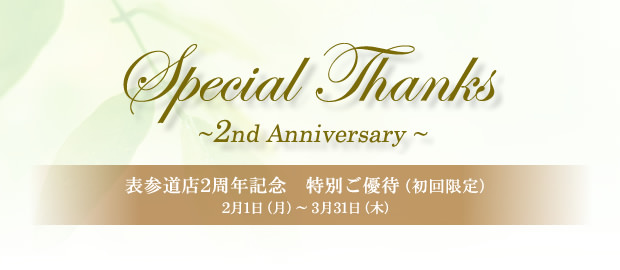 Special Thanks
~2nd Anniversary ~
表参道店2周年記念　特別ご優待（初回限定）
2月1日（月）～3月31日（木）